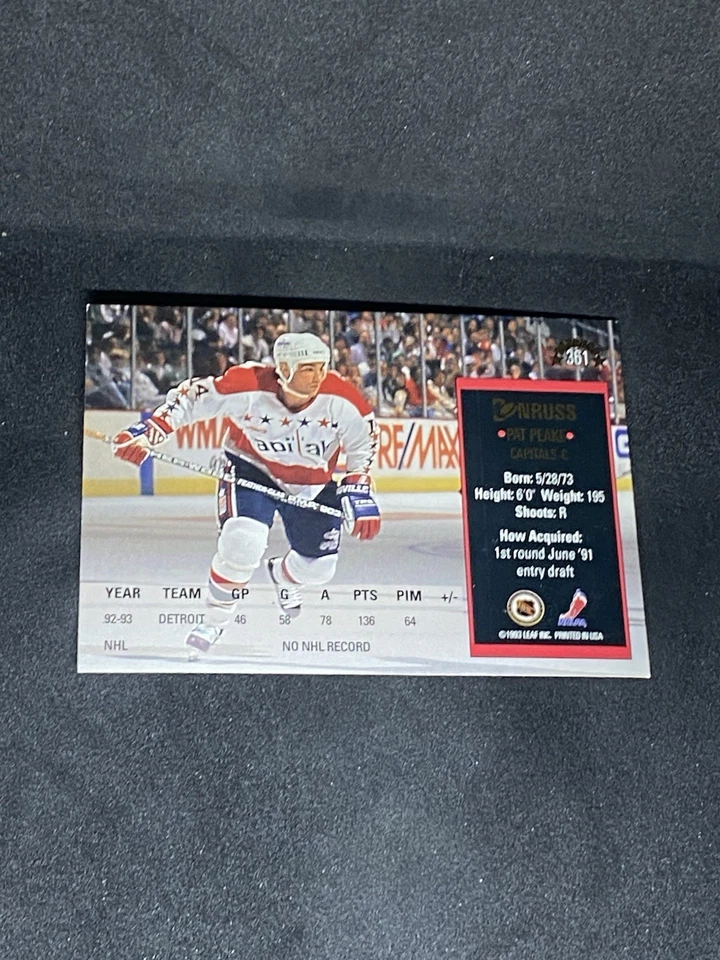 361
DONRUSS
PAT PEAKE
CAPITALS-C
Born: 5/28/73
Height: 6'0" Weight: 195
Shoots: R
How Acquired:
1st round June '91
entry draft
©1993 LEAF INC. PRINTED IN USA
RE/MAX
YEAR TEAM GP G A PTS PIM +/-
92-93 DETROIT 46 58 78 136 64
NHL NO NHL RECORD